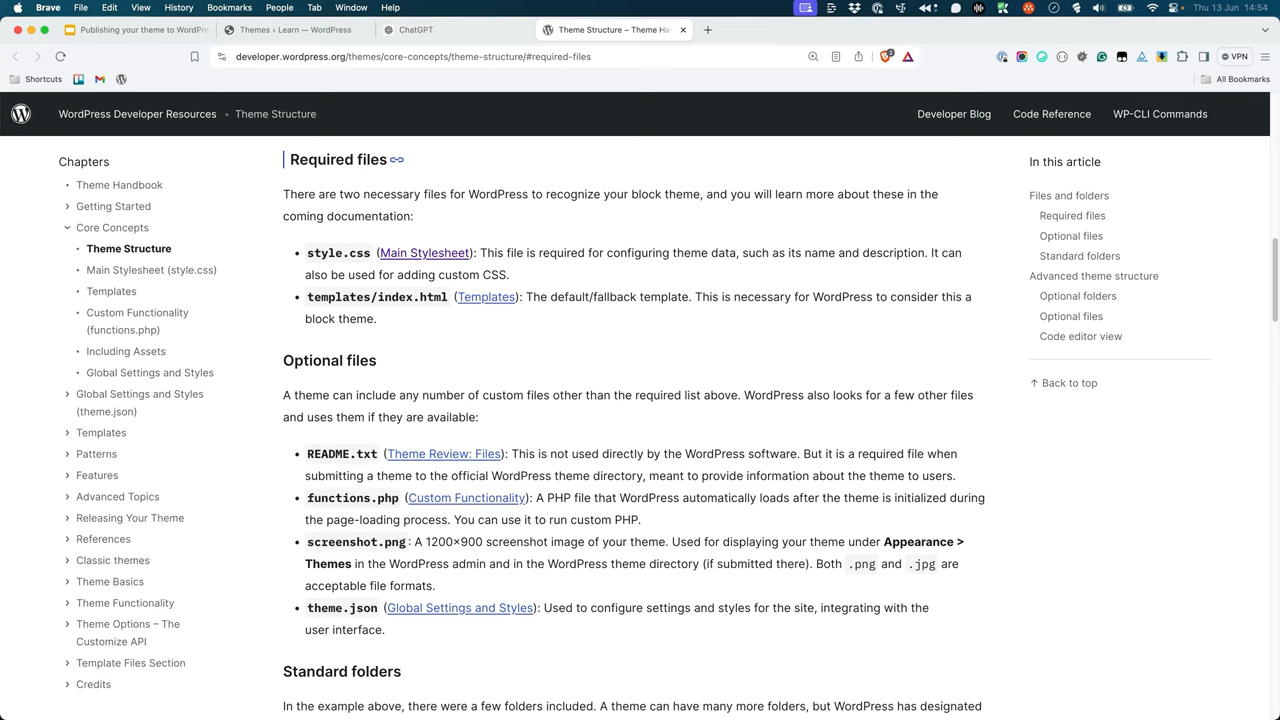 Brave File Edit View History Bookmarks People Tab Window Help Thu 13 Jun 14:54
Publishing your theme to WordPre Themes ‹ Learn — WordPress ChatGPT Theme Structure – Theme Ha
developer.wordpress.org/themes/core-concepts/theme-structure/#required-files 2 VPN
Shortcuts All Bookmarks
WordPress Developer Resources • Theme Structure Developer Blog Code Reference WP-CLI Commands
Chapters
Theme Handbook
Getting Started
Core Concepts
Theme Structure
Main Stylesheet (style.css)
Templates
Custom Functionality
(functions.php)
Including Assets
Global Settings and Styles
Global Settings and Styles
(theme.json)
Templates
Patterns
Features
Advanced Topics
Releasing Your Theme
References
Classic themes
Theme Basics
Theme Functionality
Theme Options – The
Customize API
Template Files Section
Credits
Required files
There are two necessary files for WordPress to recognize your block theme, and you will learn more about these in the
coming documentation:
• style.css (Main Stylesheet): This file is required for configuring theme data, such as its name and description. It can
also be used for adding custom CSS.
• templates/index.html (Templates): The default/fallback template. This is necessary for WordPress to consider this a
block theme.
Optional files
A theme can include any number of custom files other than the required list above. WordPress also looks for a few other files
and uses them if they are available:
• README.txt (Theme Review: Files): This is not used directly by the WordPress software. But it is a required file when
submitting a theme to the official WordPress theme directory, meant to provide information about the theme to users.
• functions.php (Custom Functionality): A PHP file that WordPress automatically loads after the theme is initialized during
the page-loading process. You can use it to run custom PHP.
• screenshot.png: A 1200×900 screenshot image of your theme. Used for displaying your theme under Appearance >
Themes in the WordPress admin and in the WordPress theme directory (if submitted there). Both .png and .jpg are
acceptable file formats.
• theme.json (Global Settings and Styles): Used to configure settings and styles for the site, integrating with the
user interface.
Standard folders
In the example above, there were a few folders included. A theme can have many more folders, but WordPress has designated
In this article
Files and folders
Required files
Optional files
Standard folders
Advanced theme structure
Optional folders
Optional files
Code editor view
↑ Back to top